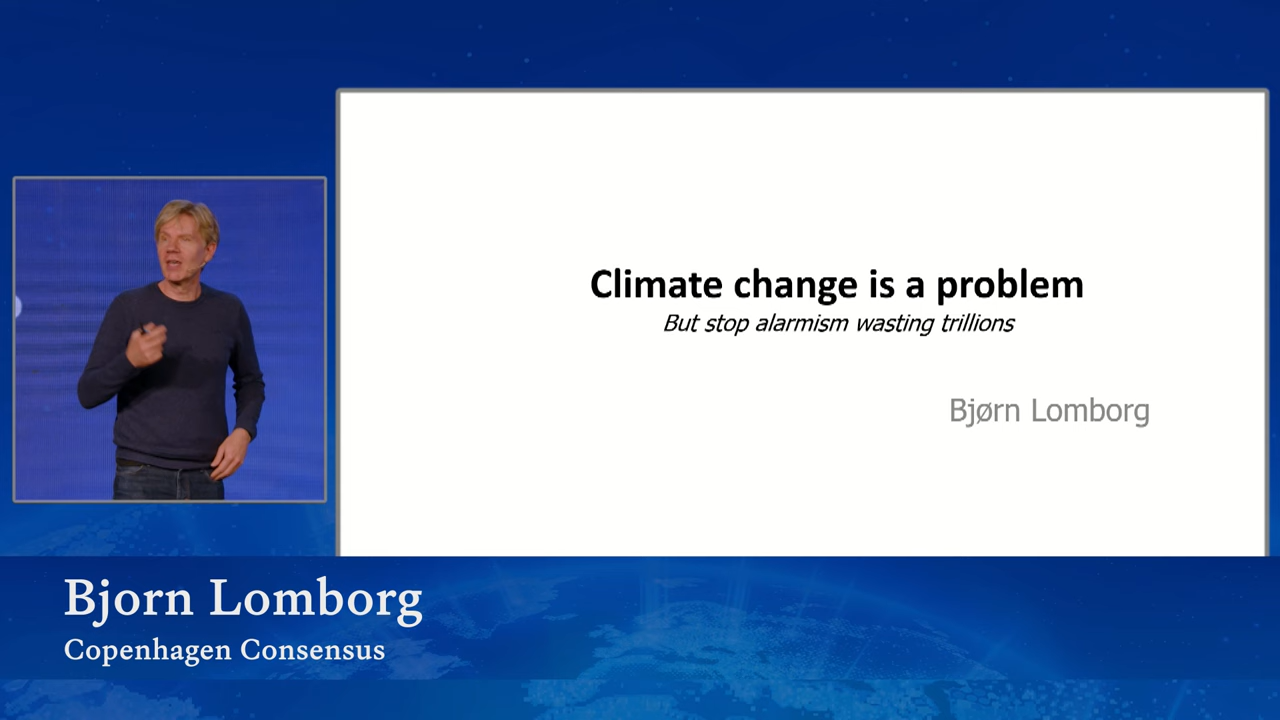 Climate change is a problem
But stop alarmism wasting trillions
Bjørn Lomborg
Bjorn Lomborg
Copenhagen Consensus